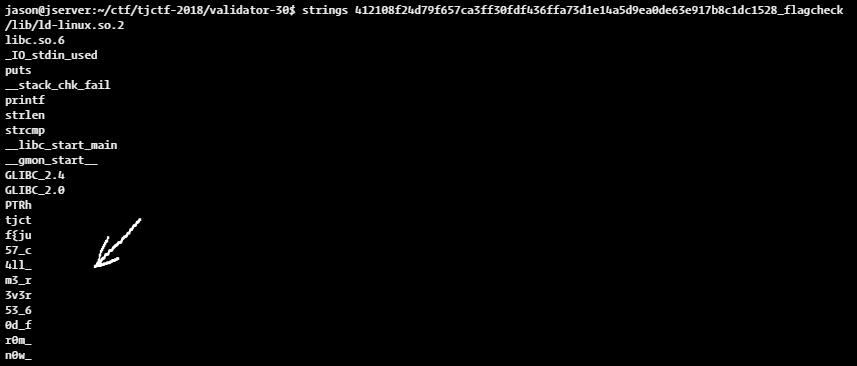 jason@jserver:~/ctf/tjctf-2018/validator-30$ strings 412108f24d79f657ca3ff30fdf436ffa73d1e14a5d9ea0de63e917b8c1dc1528_flagcheck
/lib/ld-linux.so.2
libc.so.6
_IO_stdin_used
puts
__stack_chk_fail
printf
strlen
strcmp
__libc_start_main
__gmon_start__
GLIBC_2.4
GLIBC_2.0
PTRh
tjct
f{ju
57_c
4ll_
m3_r
3v3r
53_6
0d_f
r0m_
n0w_